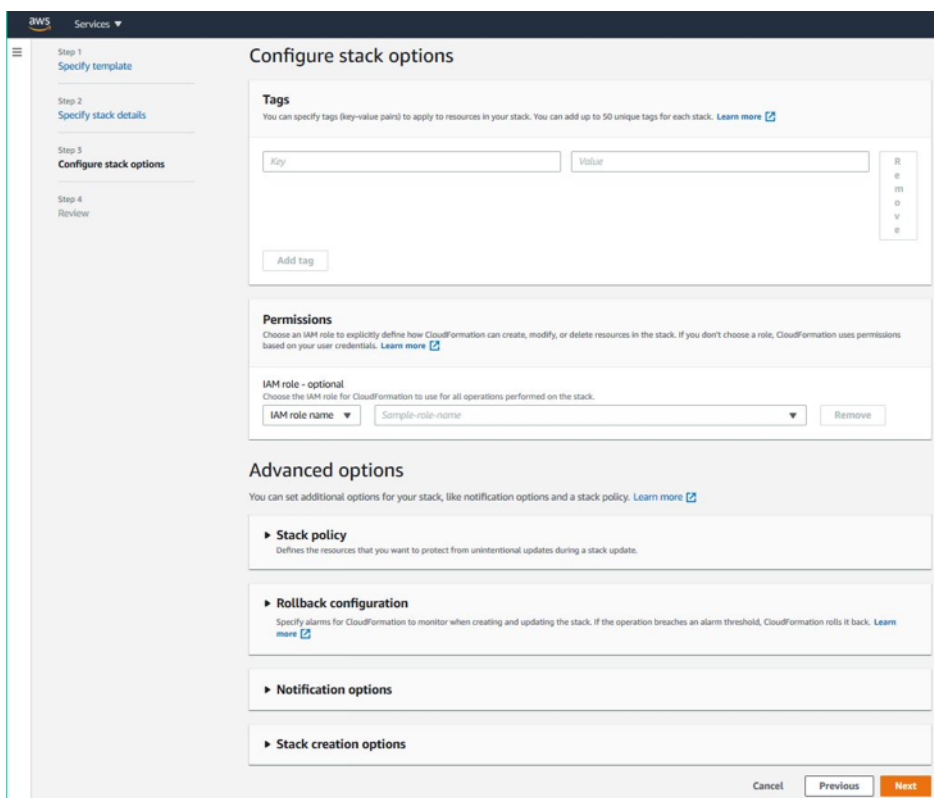 aws Services
Step 1
Specify template
Step 2
Specify stack details
Step 3
Configure stack options
Step 4
Review
Configure stack options
Tags
You can specify tags (key-value pairs) to apply to resources in your stack. You can add up to 50 unique tags for each stack. Learn more
Key Value Remove
Add tag
Permissions
Choose an IAM role to explicitly define how CloudFormation can create, modify, or delete resources in the stack. If you don't choose a role, CloudFormation uses permissions
based on your user credentials. Learn more
IAM role - optional
Choose the IAM role for CloudFormation to use for all operations performed on the stack.
IAM role name Sample-role-name Remove
Advanced options
You can set additional options for your stack, like notification options and a stack policy. Learn more
Stack policy
Defines the resources that you want to protect from unintentional updates during a stack update.
Rollback configuration
Specify alarms for CloudFormation to monitor when creating and updating the stack. If the operation breaches an alarm threshold, CloudFormation rolls it back. Learn
more
Notification options
Stack creation options
Cancel Previous Next